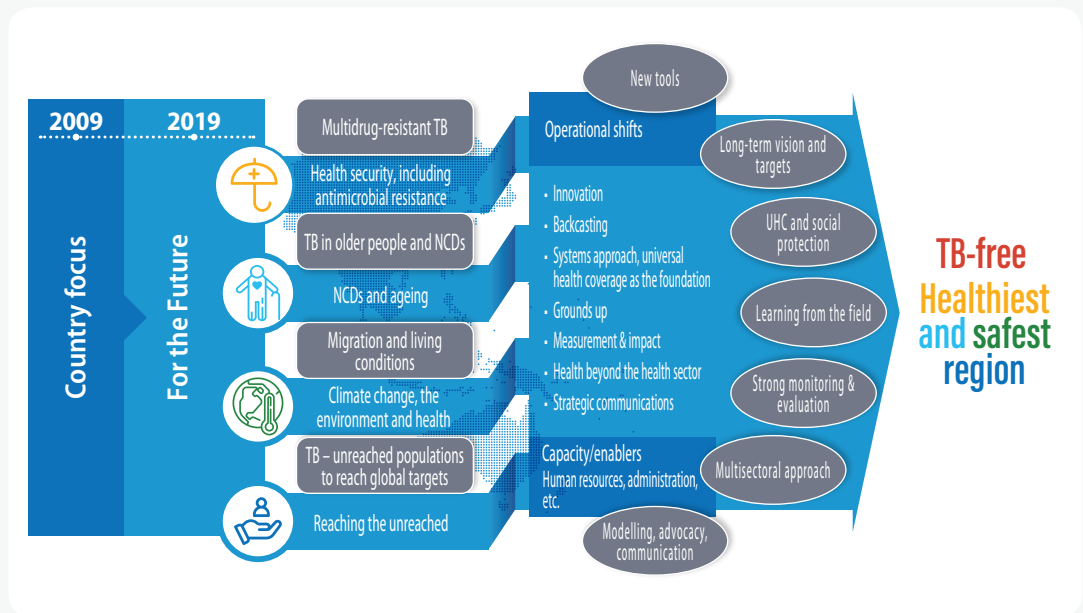 2009
2019
Country focus
For the Future
Multidrug-resistant TB
Health security, including
antimicrobial resistance
TB in older people and NCDs
NCDs and ageing
Migration and living
conditions
Climate change, the
environment and health
TB – unreached populations
to reach global targets
Reaching the unreached
Operational shifts
• Innovation
• Backcasting
• Systems approach, universal
health coverage as the foundation
• Grounds up
• Measurement & impact
• Health beyond the health sector
• Strategic communications
Capacity/enablers
Human resources, administration,
etc.
New tools
Long-term vision and
targets
UHC and social
protection
Learning from the field
Strong monitoring &
evaluation
Multisectoral approach
Modelling, advocacy,
communication
TB-free
Healthiest
and safest
region